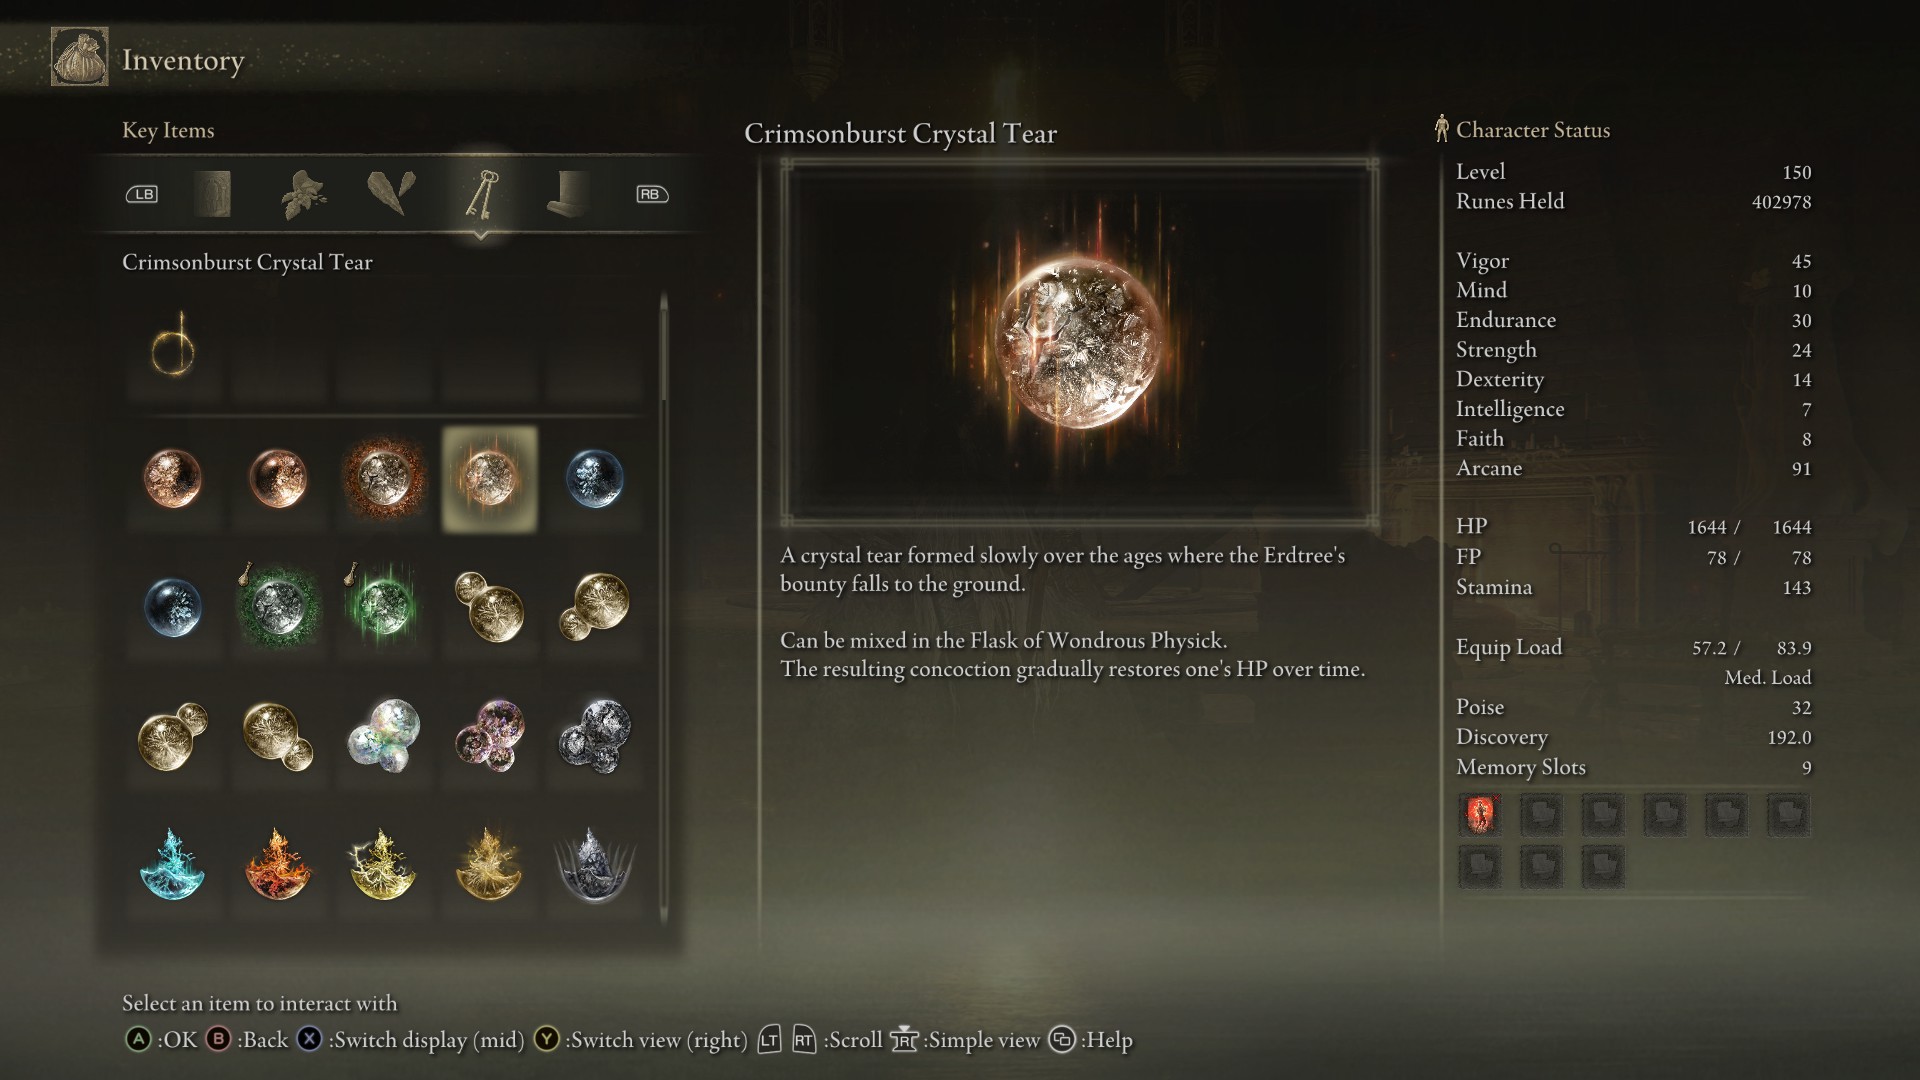 Inventory
Key Items
LB
RB
Crimsonburst Crystal Tear
Crimsonburst Crystal Tear
A crystal tear formed slowly over the ages where the Erdtree's
bounty falls to the ground.
Can be mixed in the Flask of Wondrous Physick.
The resulting concoction gradually restores one's HP over time.
Character Status
Level 150
Runes Held 402978
Vigor 45
Mind 10
Endurance 30
Strength 24
Dexterity 14
Intelligence 7
Faith 8
Arcane 91
HP 1644 / 1644
FP 78 / 78
Stamina 143
Equip Load 57.2 / 83.9
Med. Load
Poise 32
Discovery 192.0
Memory Slots 9
Select an item to interact with
A :OK B :Back X :Switch display (mid) Y :Switch view (right) LT RT :Scroll R :Simple view :Help